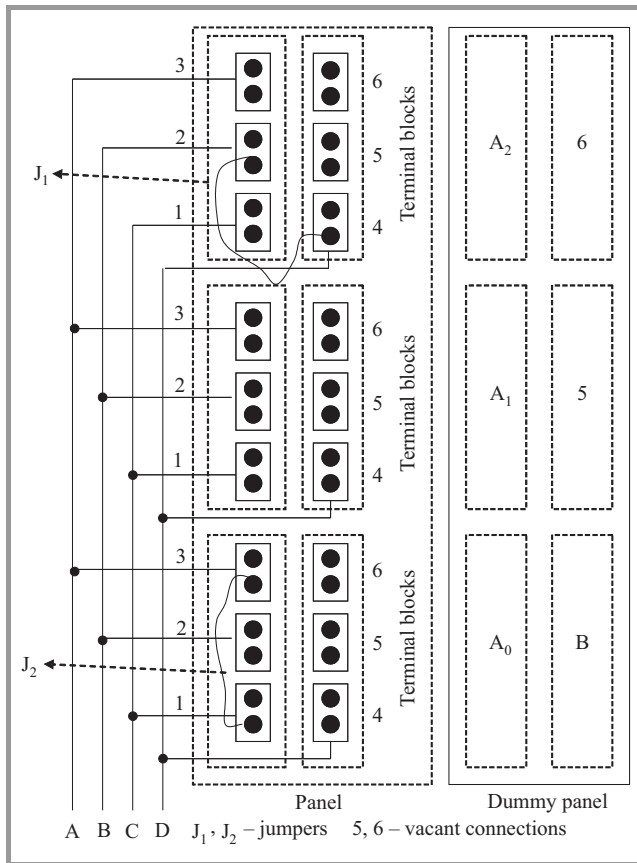 3
6
2
5
J1
1
4
Terminal blocks
A2
6
3
6
2
5
1
4
Terminal blocks
A1
5
3
6
2
5
J2
1
4
Terminal blocks
A0
B
Panel
Dummy panel
A B C D J1, J2 – jumpers 5, 6 – vacant connections